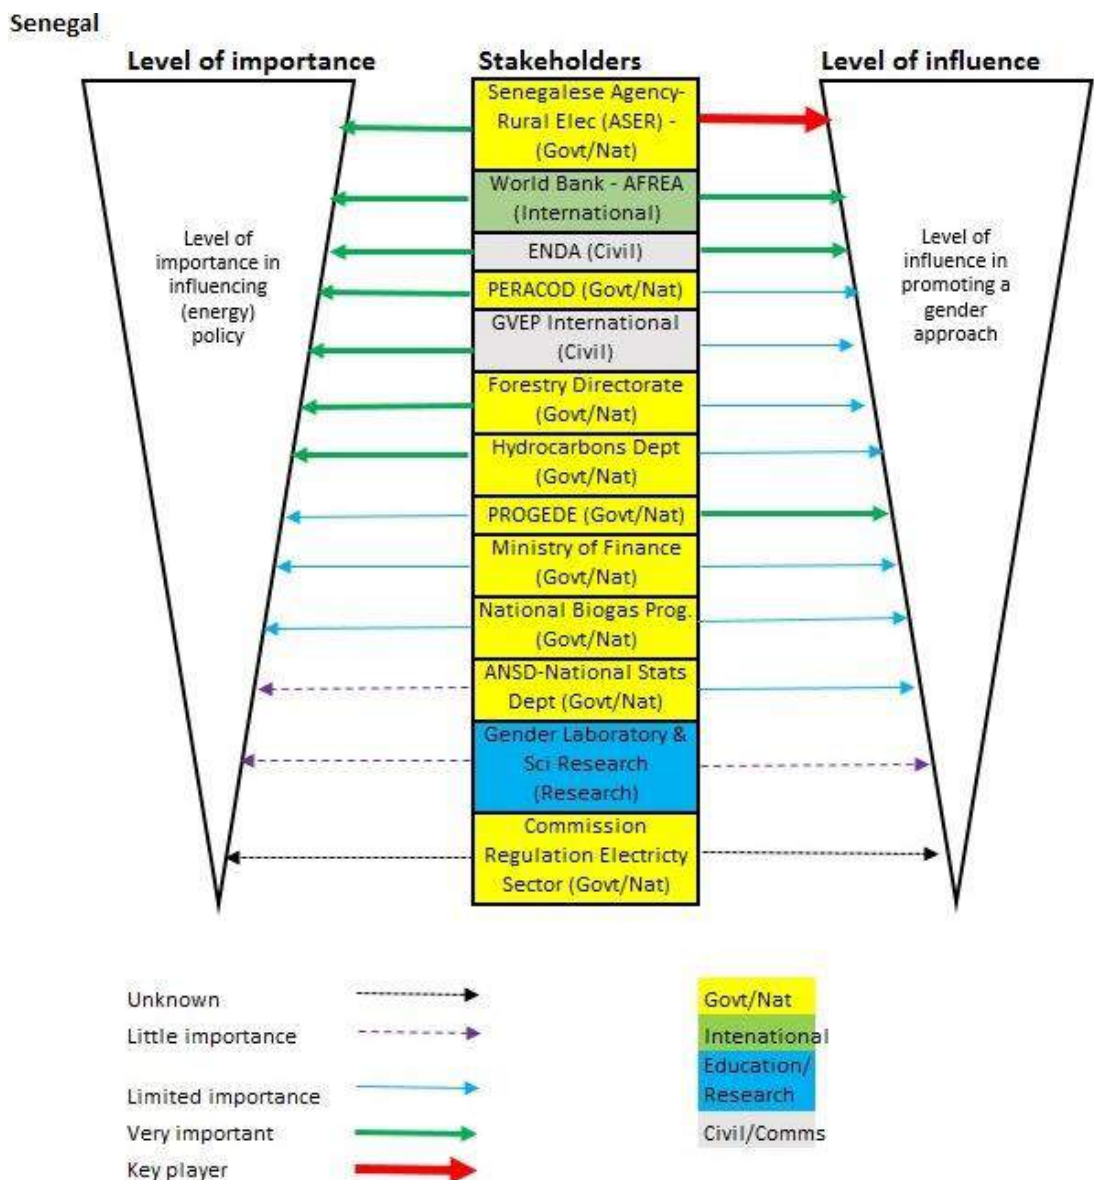 Senegal
Level of importance
Stakeholders
Level of influence
Senegalese Agency-
Rural Elec (ASER) -
(Govt/Nat)
World Bank - AFREA
(International)
ENDA (Civil)
PERACOD (Govt/Nat)
GVEP International
(Civil)
Forestry Directorate
(Govt/Nat)
Hydrocarbons Dept
(Govt/Nat)
PROGEDE (Govt/Nat)
Ministry of Finance
(Govt/Nat)
National Biogas Prog.
(Govt/Nat)
ANSD-National Stats
Dept (Govt/Nat)
Gender Laboratory &
Sci Research
(Research)
Commission
Regulation Electricty
Sector (Govt/Nat)
Level of
importance in
influencing
(energy)
policy
Level of
influence in
promoting a
gender
approach
Unknown
Little importance
Limited importance
Very important
Key player
Govt/Nat
Intenational
Education/
Research
Civil/Comms